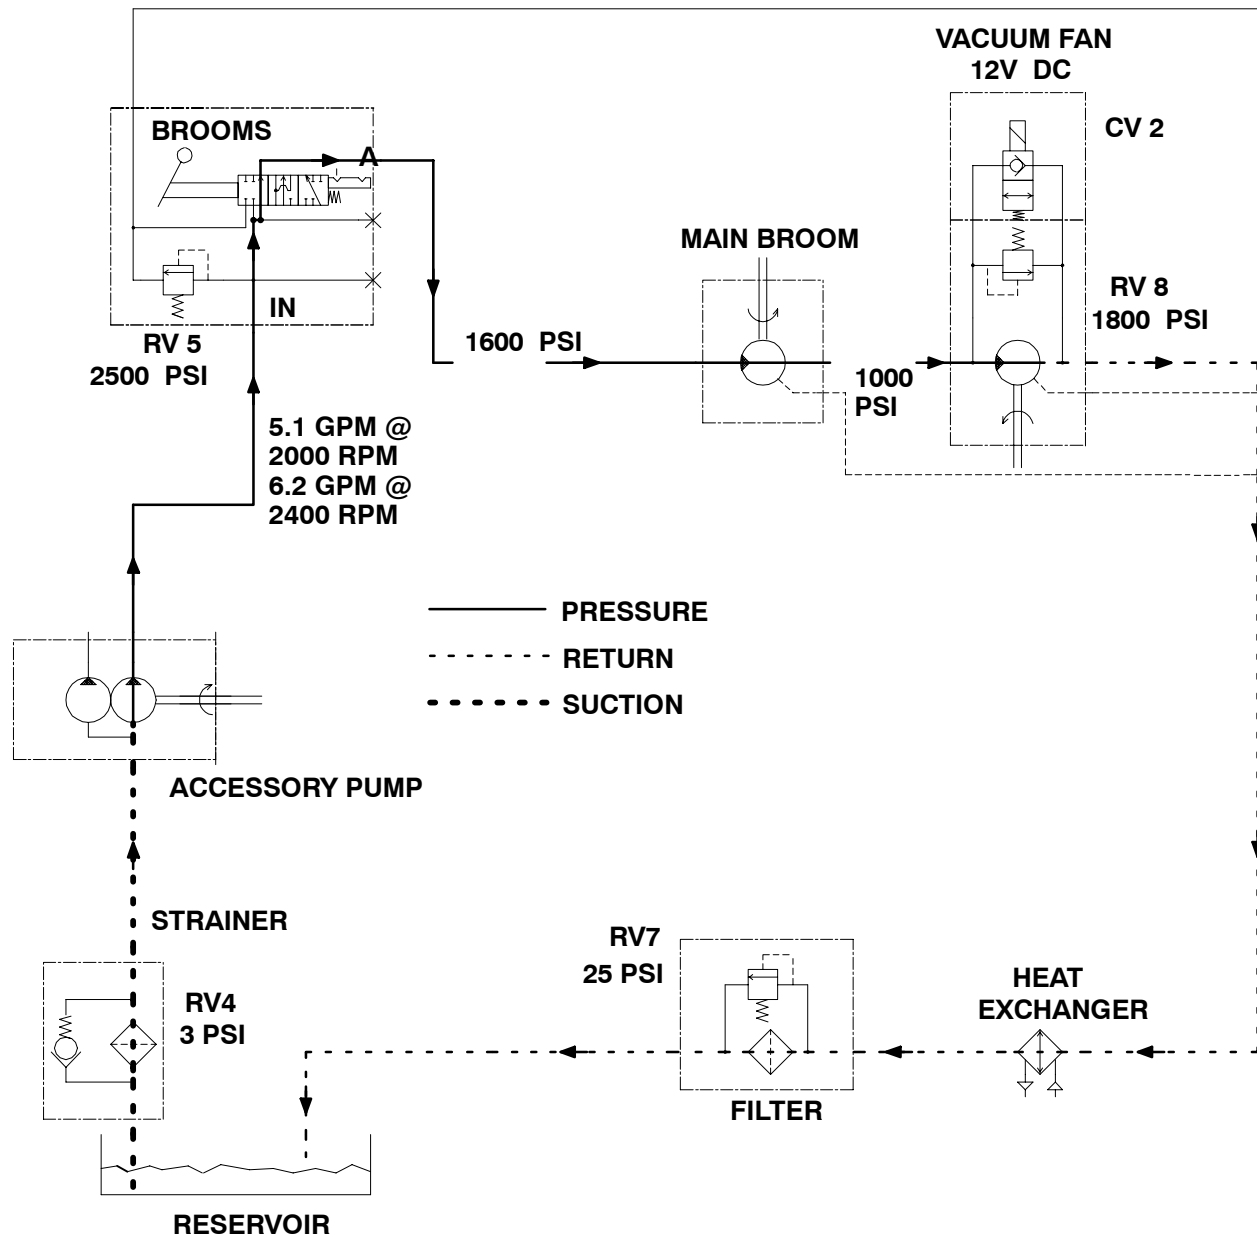 VACUUM FAN
12V DC
BROOMS
CV 2
A
MAIN BROOM
IN
RV 8
1800 PSI
RV 5
2500 PSI
1600 PSI
1000
PSI
5.1 GPM @
2000 RPM
6.2 GPM @
2400 RPM
PRESSURE
RETURN
SUCTION
ACCESSORY PUMP
STRAINER
RV7
25 PSI
HEAT
EXCHANGER
RV4
3 PSI
FILTER
RESERVOIR